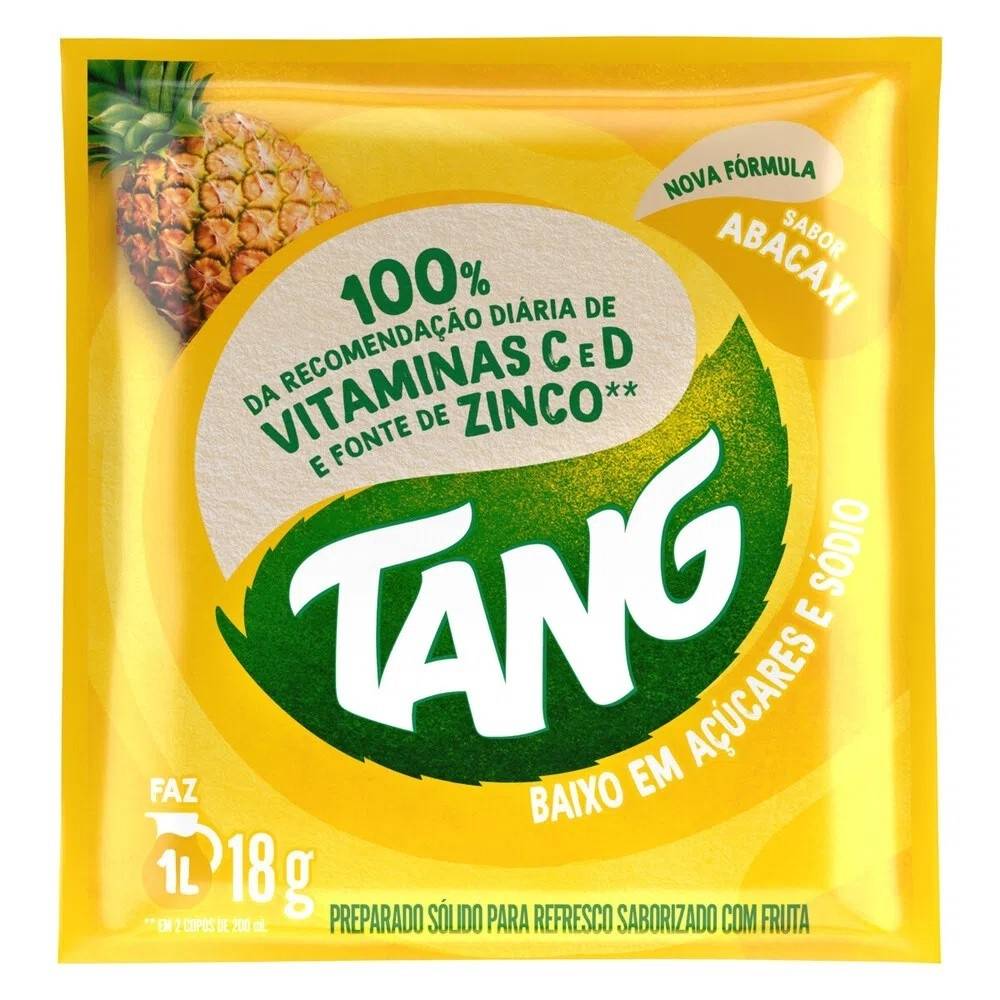 NOVA FÓRMULA
SABOR
ABACAXI
100%
DA RECOMENDAÇÃO DIÁRIA DE
VITAMINAS C E D
E FONTE DE ZINCO**
TANG
BAIXO EM AÇÚCARES E SÓDIO
FAZ
1L 18 g
** EM 2 COPOS DE 200 mL
PREPARADO SÓLIDO PARA REFRESCO SABORIZADO COM FRUTA